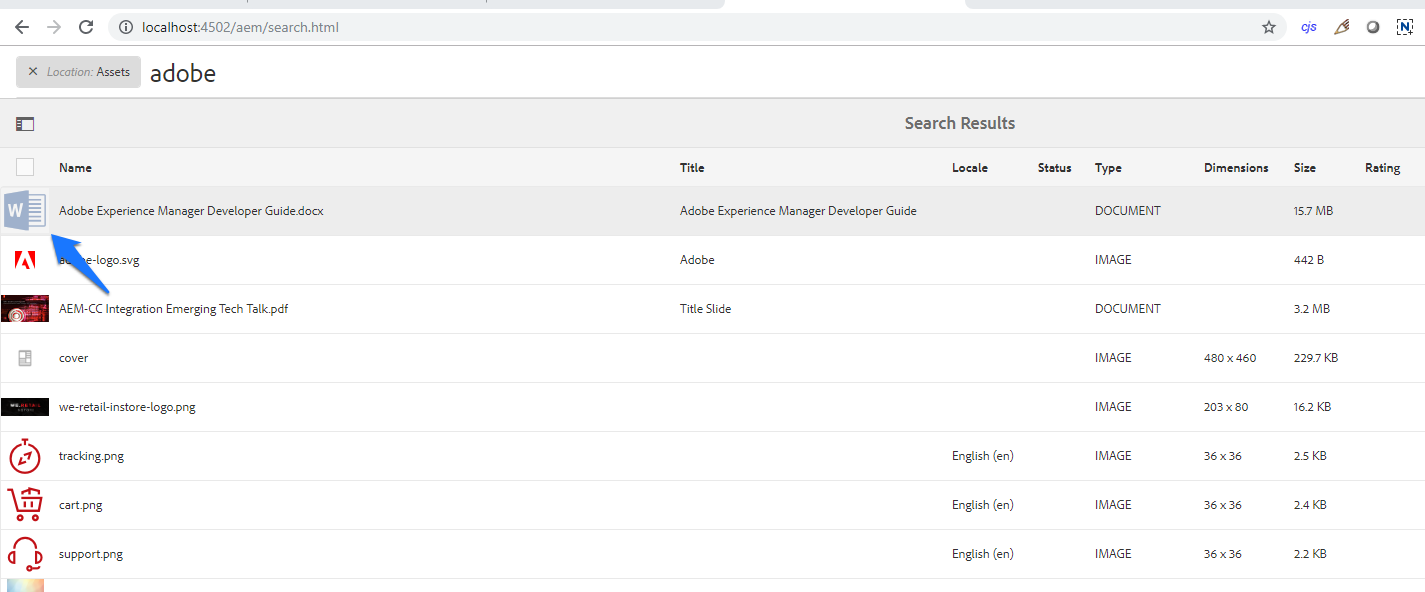 localhost:4502/aem/search.html
cjs
N
× Location: Assets adobe
Search Results
Name Title Locale Status Type Dimensions Size Rating
W Adobe Experience Manager Developer Guide.docx Adobe Experience Manager Developer Guide DOCUMENT 15.7 MB
-logo.svg Adobe IMAGE 442 B
AEM-CC Integration Emerging Tech Talk.pdf Title Slide DOCUMENT 3.2 MB
cover IMAGE 480 x 460 229.7 KB
we-retail-instore-logo.png IMAGE 203 x 80 16.2 KB
tracking.png English (en) IMAGE 36 x 36 2.5 KB
cart.png English (en) IMAGE 36 x 36 2.4 KB
support.png English (en) IMAGE 36 x 36 2.2 KB